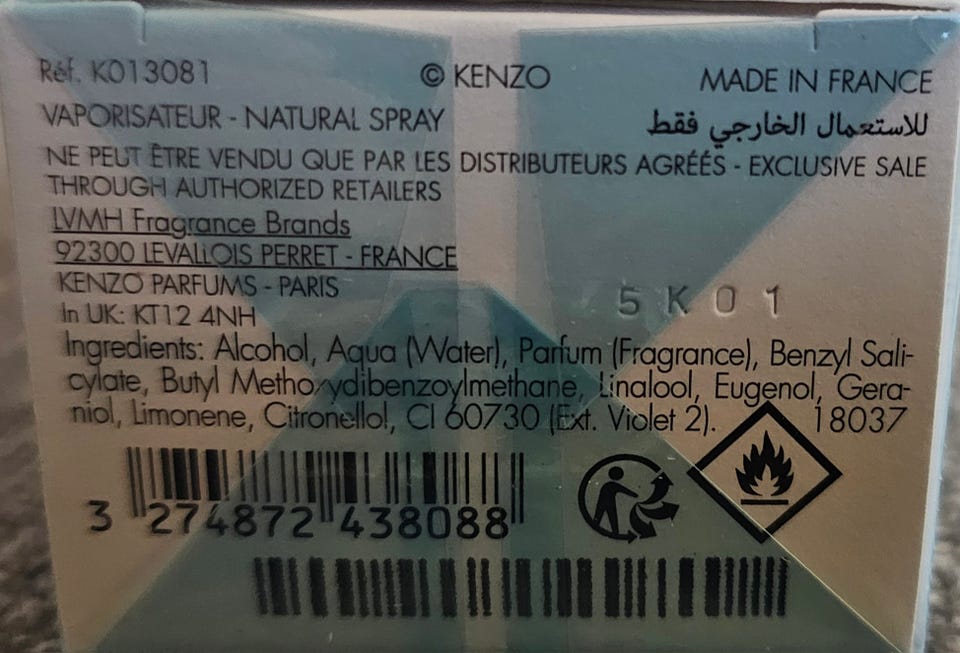 Réf. K013081 © KENZO MADE IN FRANCE
VAPORISATEUR - NATURAL SPRAY للاستعمال الخارجي فقط
NE PEUT ÊTRE VENDU QUE PAR LES DISTRIBUTEURS AGRÉÉS - EXCLUSIVE SALE
THROUGH AUTHORIZED RETAILERS
LVMH Fragrance Brands
92300 LEVALLOIS PERRET - FRANCE
KENZO PARFUMS - PARIS
5K01
In UK: KT12 4NH
Ingredients: Alcohol, Aqua (Water), Parfum (Fragrance), Benzyl Sali-
cylate, Butyl Methoxydibenzoylmethane, Linalool, Eugenol, Gera-
niol, Limonene, Citronellol, CI 60730 (Ext. Violet 2). 18037
3 274872 438088